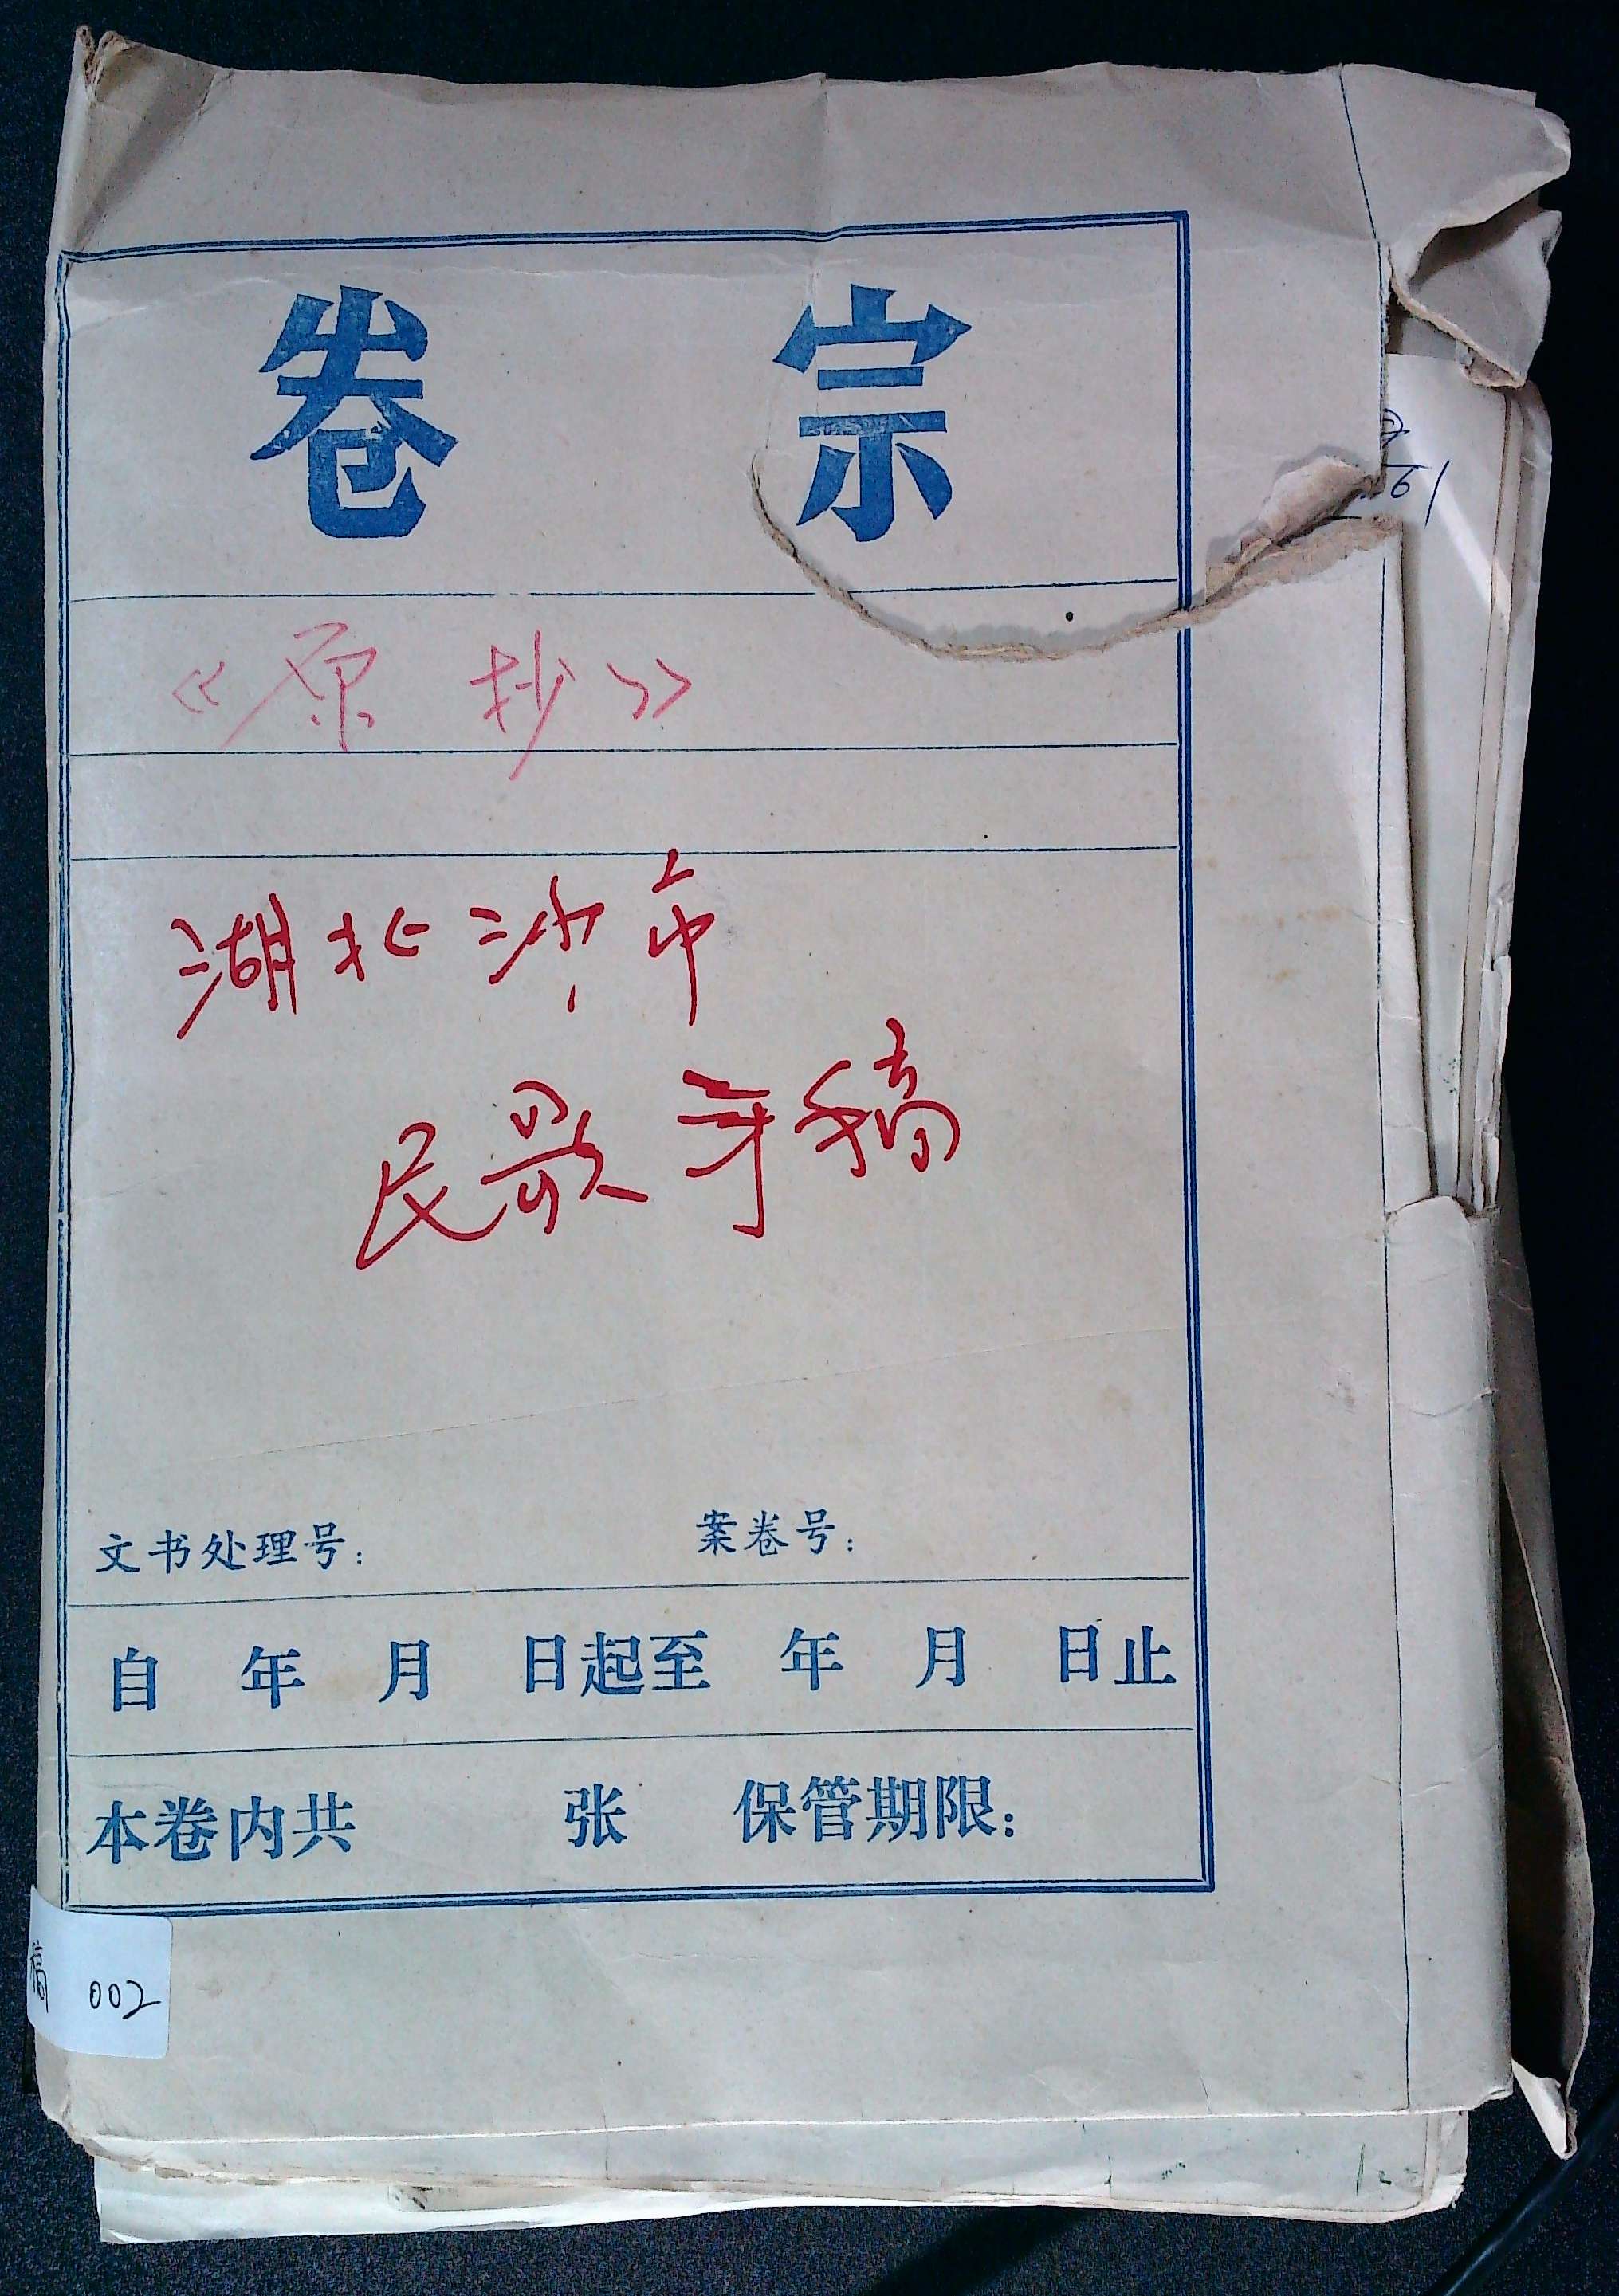 卷 宗
61
《原 抄》
湖北沙市
民歌 稿
文书处理号： 案卷号：
自 年 月 日起至 年 月 日止
本卷内共 张 保管期限：
稿 002